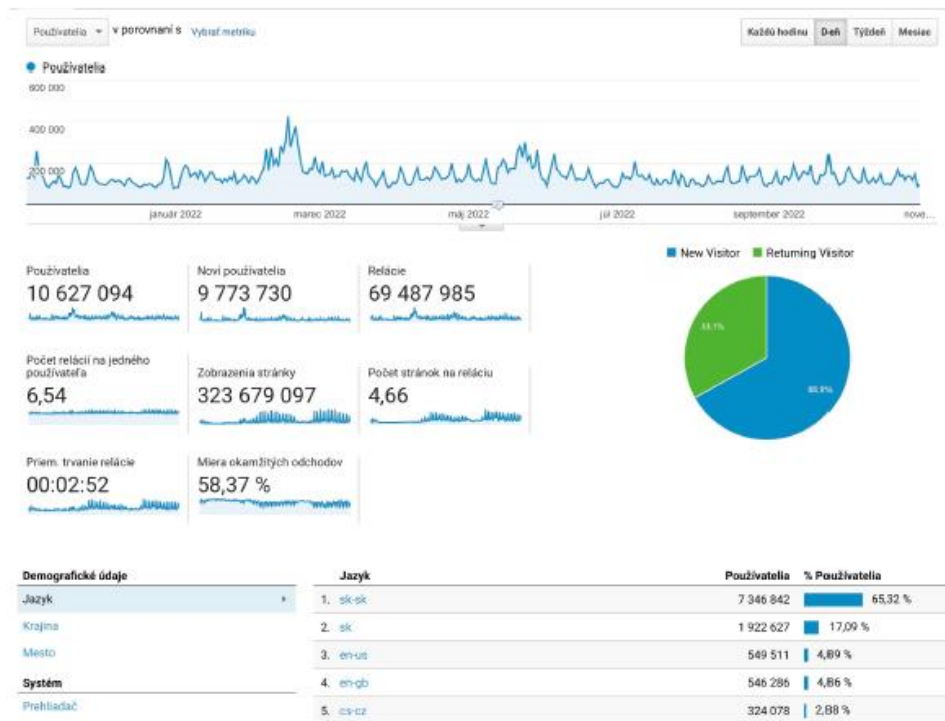 Používatelia v porovnaní s Vybrať metriku
Každú hodinu Deň Týždeň Mesiac
Používatelia
600 000
400 000
200 000
január 2022 marec 2022 máj 2022 júl 2022 september 2022 nove...
New Visitor Returning Visitor
Používatelia Noví používatelia Relácie
10 627 094 9 773 730 69 487 985
33,1%
Počet relácií na jedného
používateľa Zobrazenia stránky Počet stránok na reláciu
6,54 323 679 097 4,66
Priem. trvanie relácie Miera okamžitých odchodov
00:02:52 58,37 %
Demografické údaje Jazyk Používatelia % Používatelia
Jazyk 1. sk-sk 7 346 842 65,32 %
Krajina 2. sk 1 922 627 17,09 %
Mesto 3. en-us 549 511 4,89 %
Systém 4. en-gb 546 286 4,86 %
Prehliadač 5. cs-cz 324 078 2,88 %